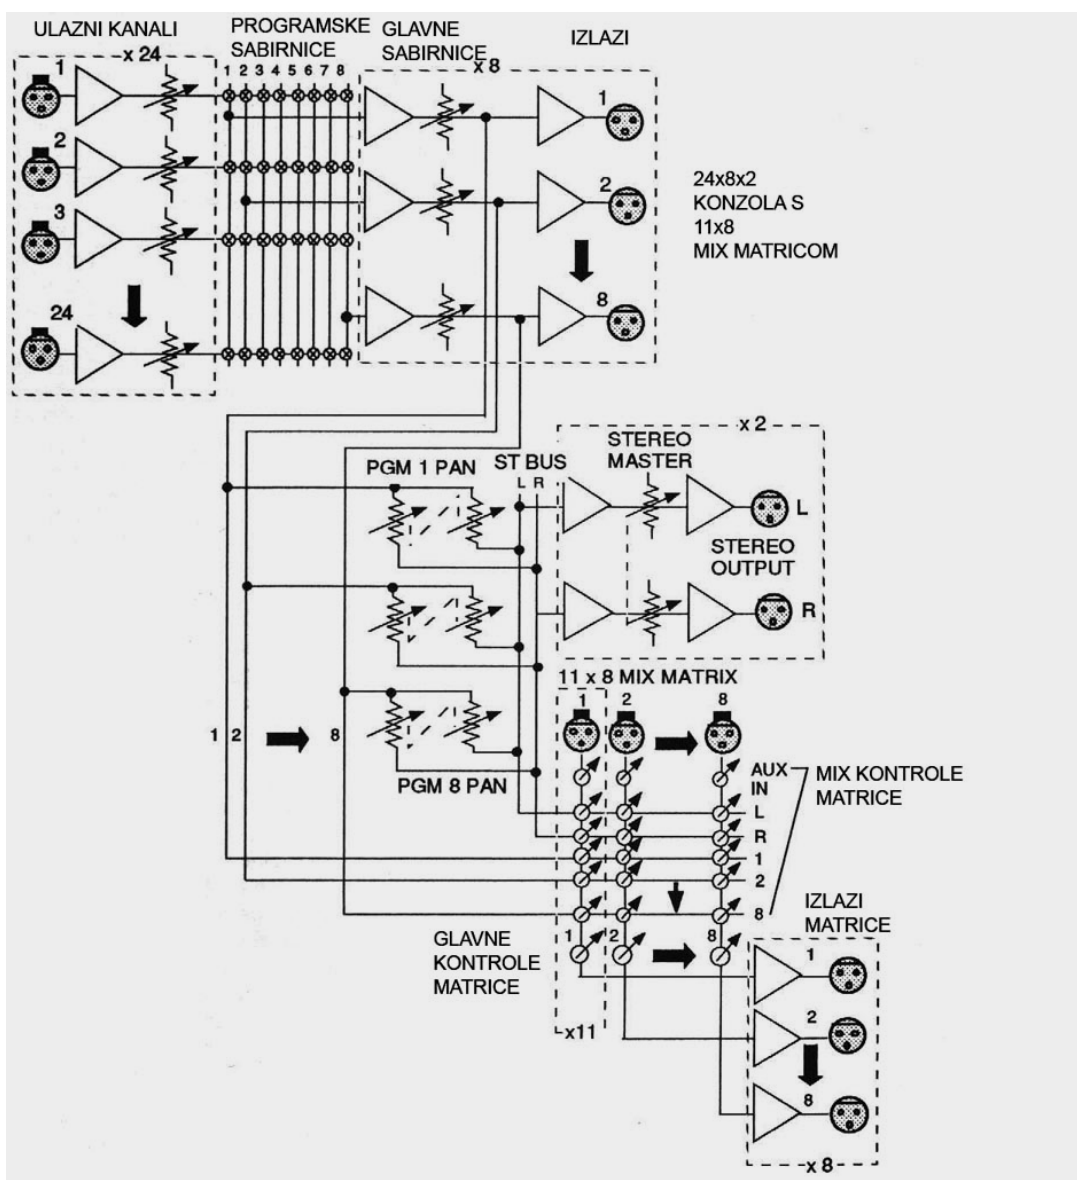 ULAZNI KANALI
PROGRAMSKE
SABIRNICE
GLAVNE
SABIRNICE
IZLAZI
x 24
1 2 3 4 5 6 7 8
x 8
1
2
3
24
1
2
8
24x8x2
KONZOLA S
11x8
MIX MATRICOM
x 2
STEREO
MASTER
PGM 1 PAN
ST BUS
L R
L
STEREO
OUTPUT
R
11 x 8 MIX MATRIX
1 2 8
1 2 8
PGM 8 PAN
AUX
IN
L
R
1
2
8
MIX KONTROLE
MATRICE
GLAVNE
KONTROLE
MATRICE
1 2 8
x11
IZLAZI
MATRICE
1
2
8
x 8